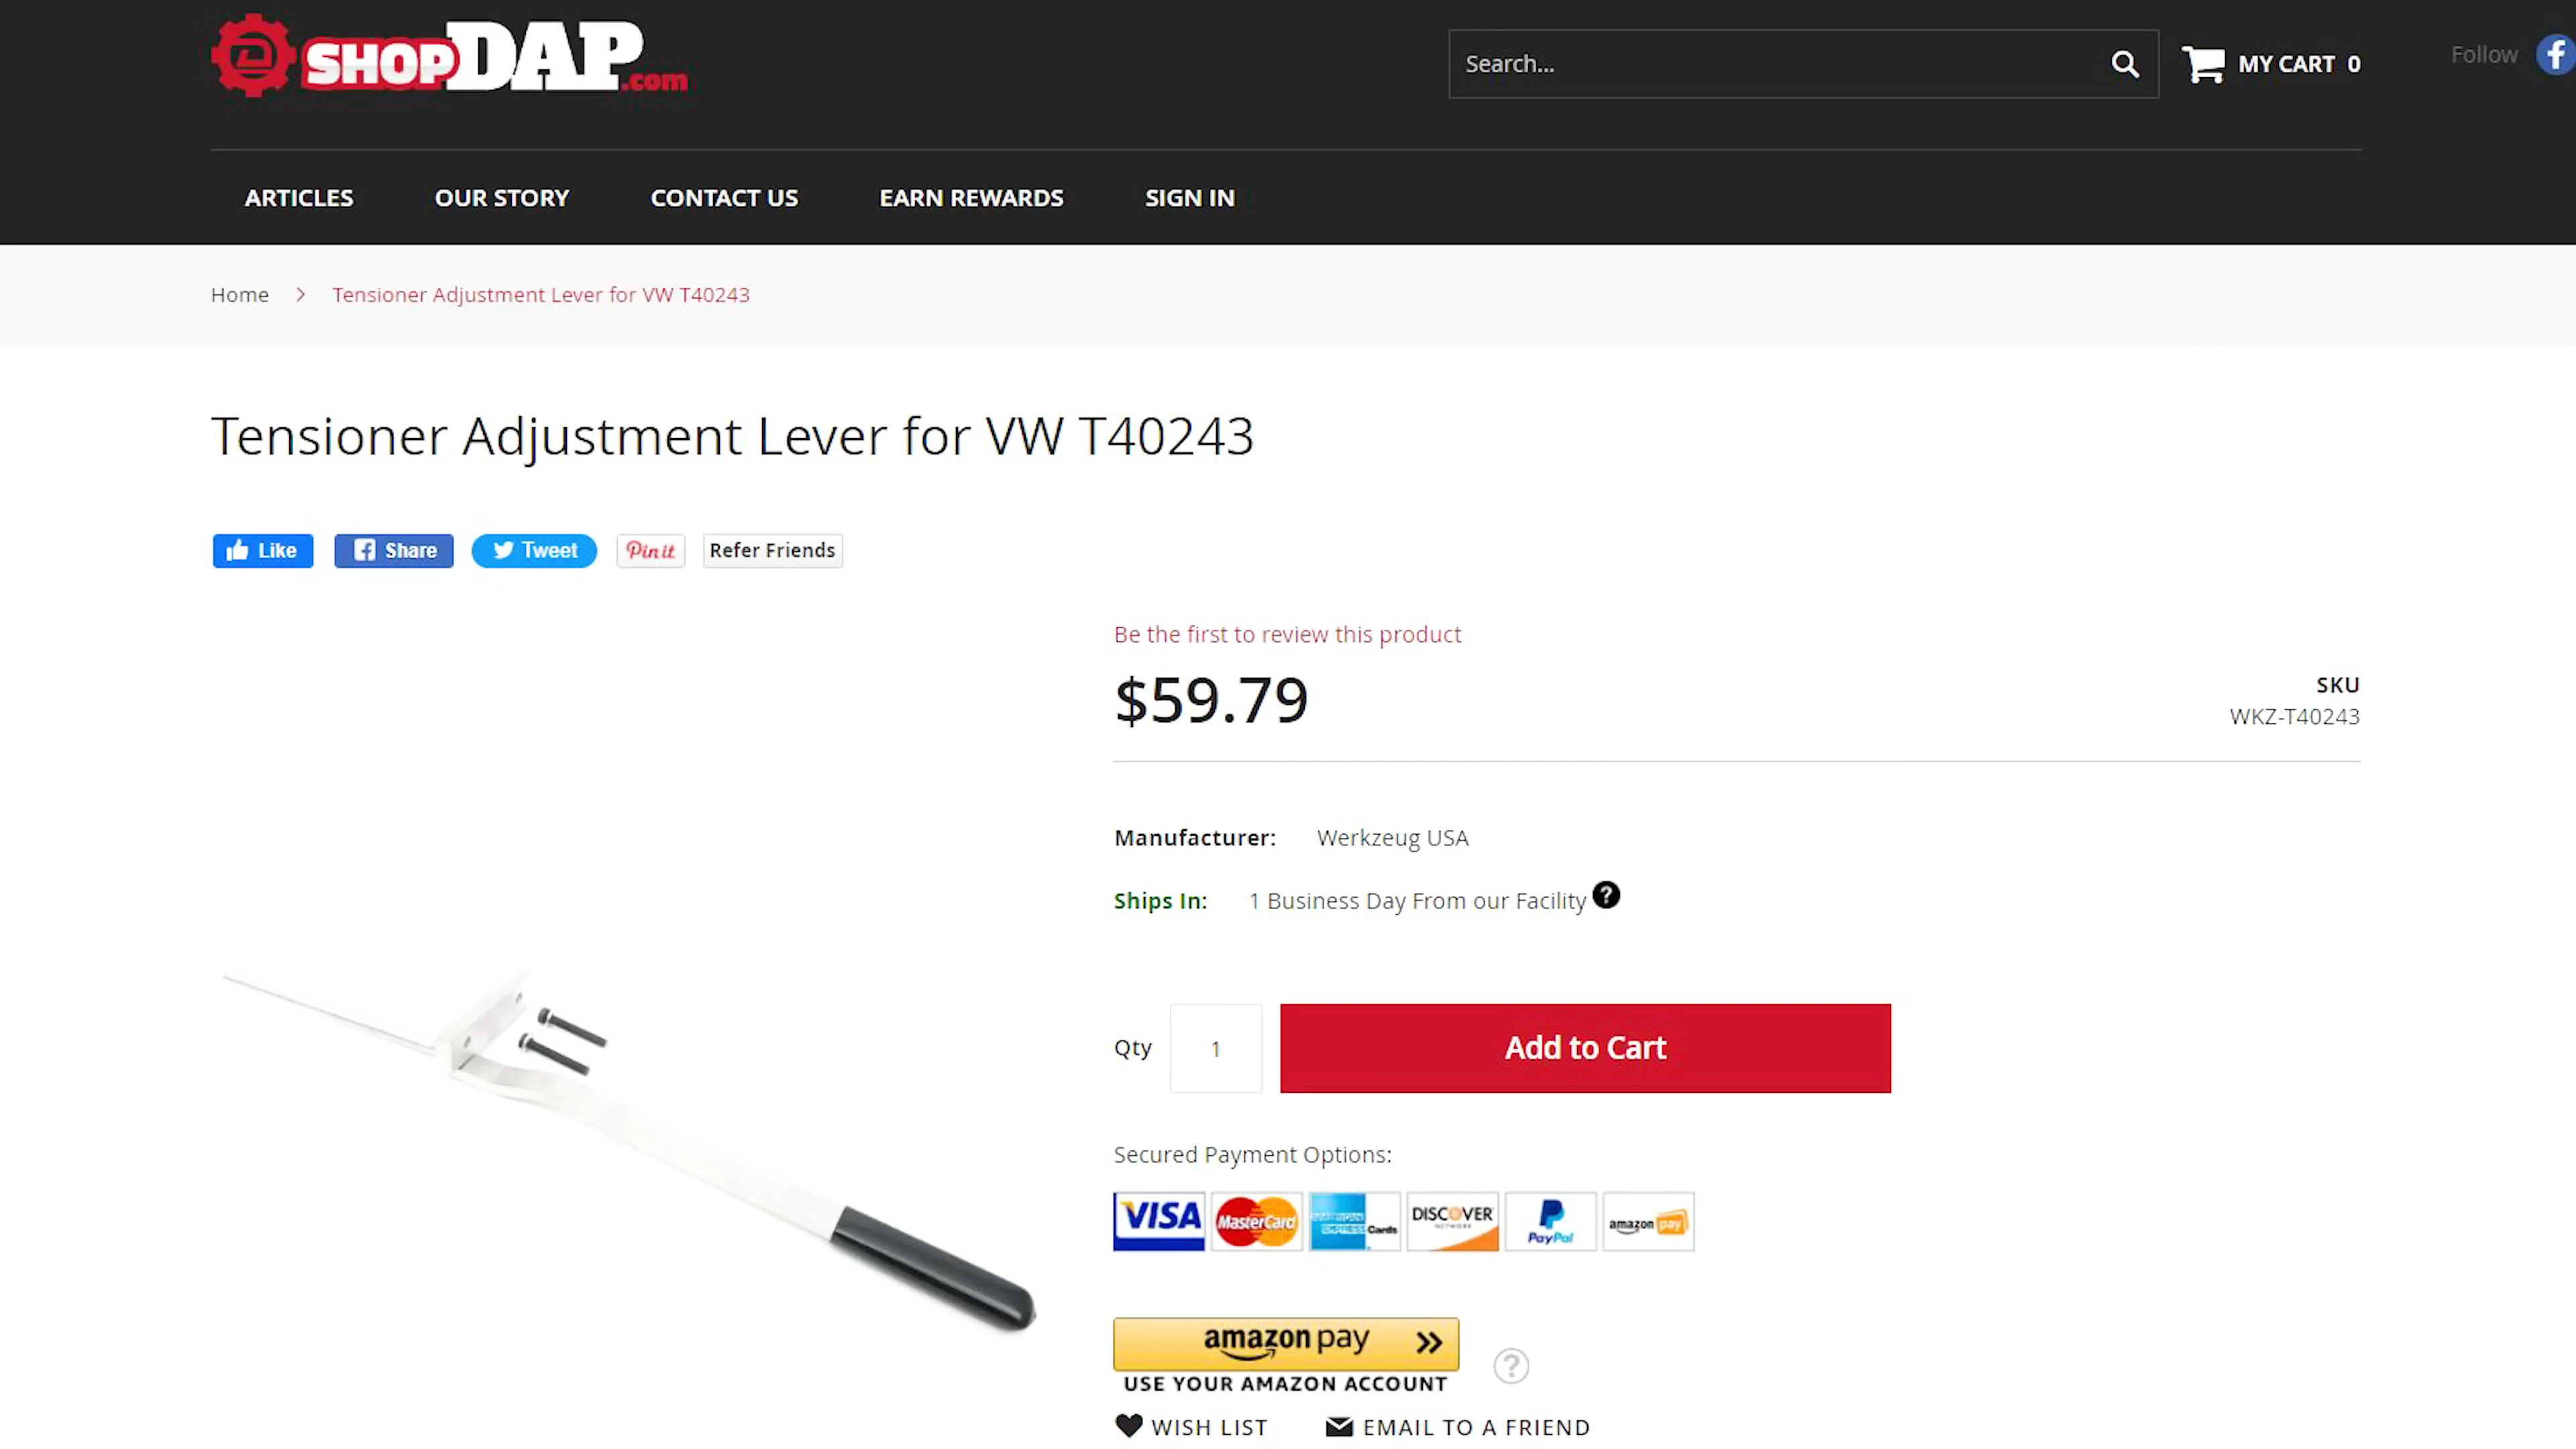 SHOPDAP.com
Search...
MY CART 0
Follow
ARTICLES OUR STORY CONTACT US EARN REWARDS SIGN IN
Home > Tensioner Adjustment Lever for VW T40243
Tensioner Adjustment Lever for VW T40243
Like Share Tweet Pin it Refer Friends
Be the first to review this product
$59.79
SKU
WKZ-T40243
Manufacturer: Werkzeug USA
Ships In: 1 Business Day From our Facility ?
Qty 1 Add to Cart
Secured Payment Options:
VISA MasterCard AMERICAN EXPRESS Cards DISCOVER NETWORK PayPal amazon pay
amazon pay >>
?
USE YOUR AMAZON ACCOUNT
WISH LIST EMAIL TO A FRIEND